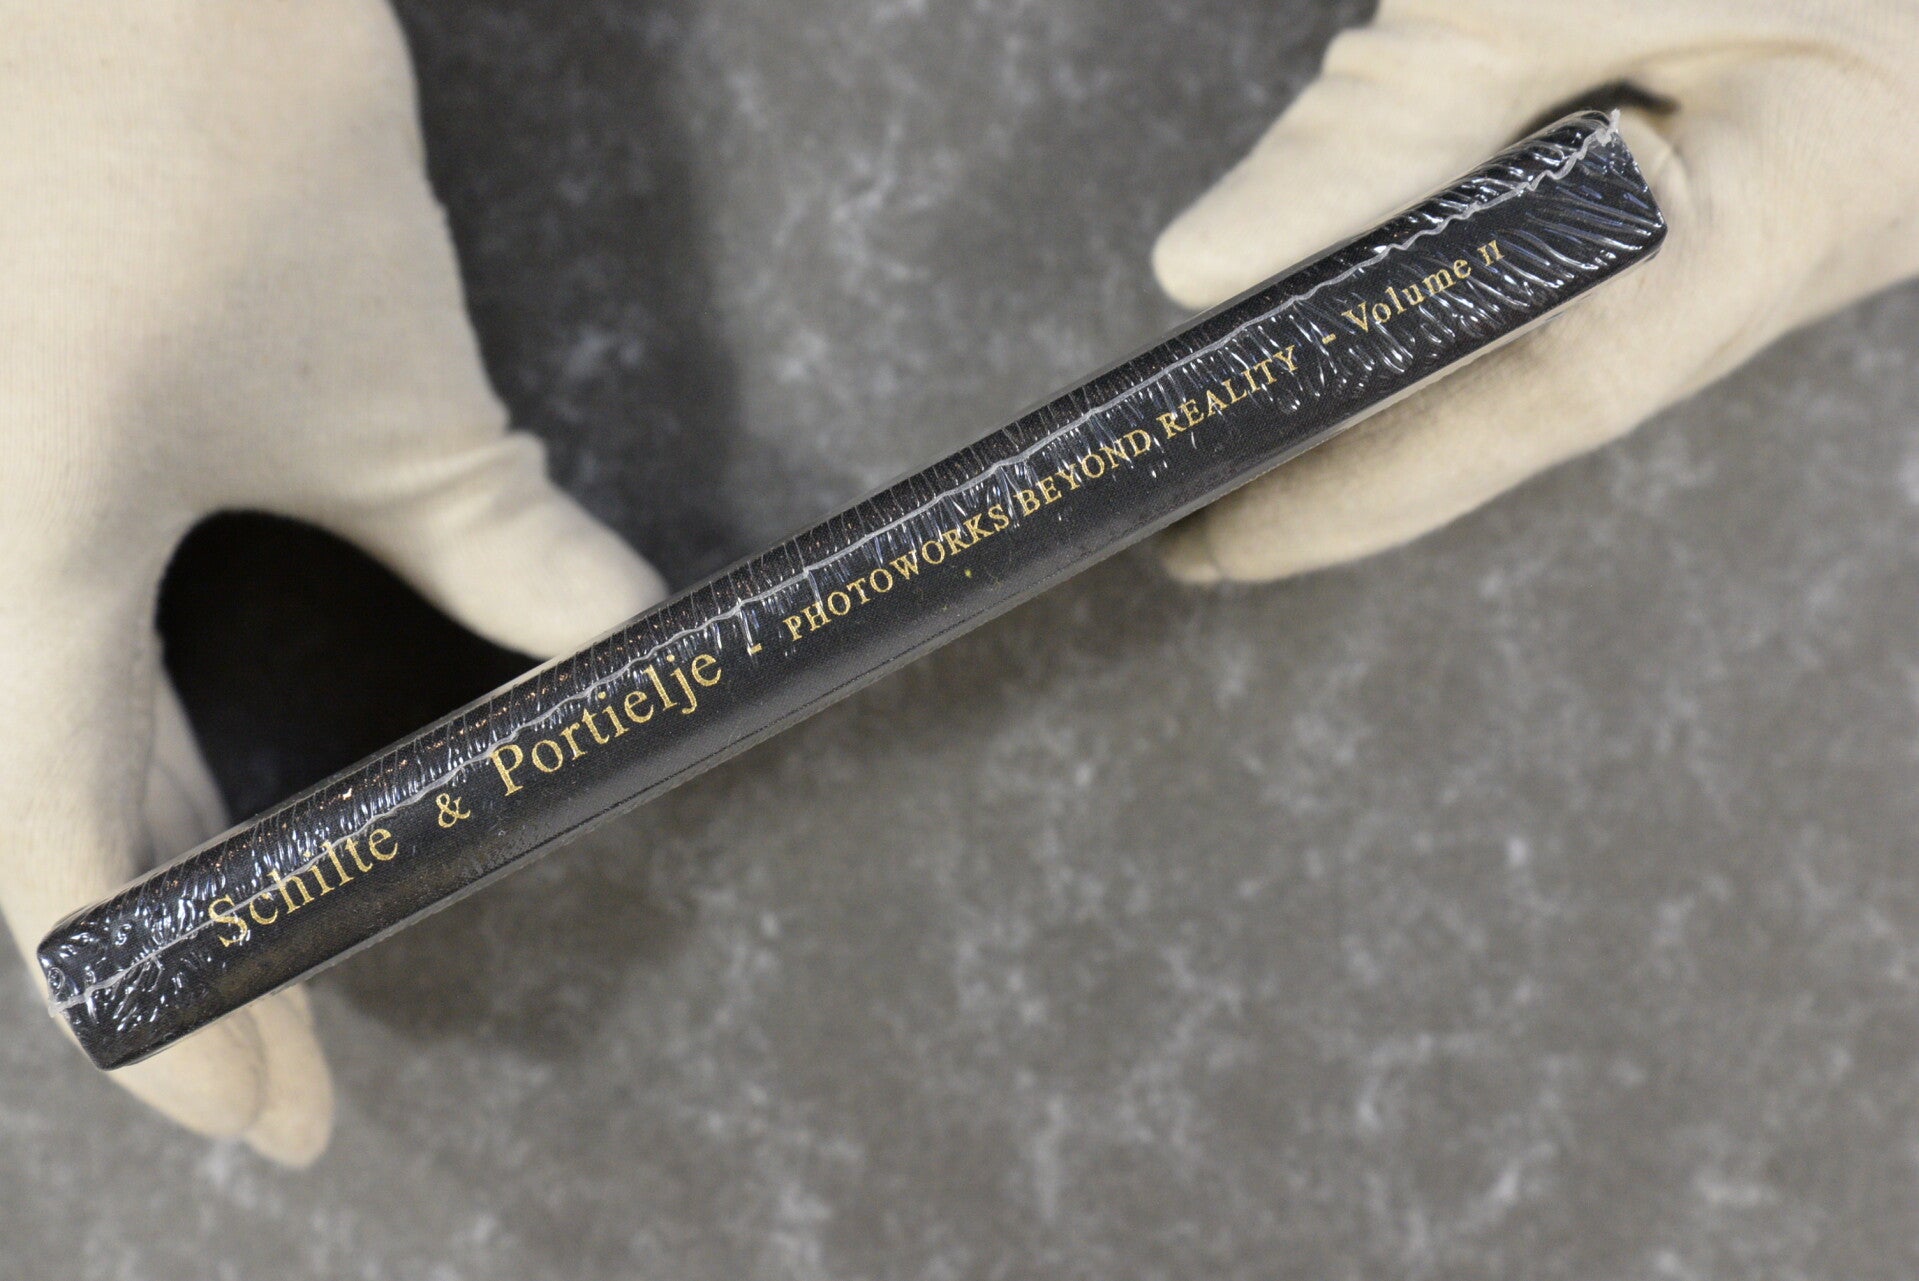 Schilte & Portielje - PHOTOWORKS BEYOND REALITY - Volume II